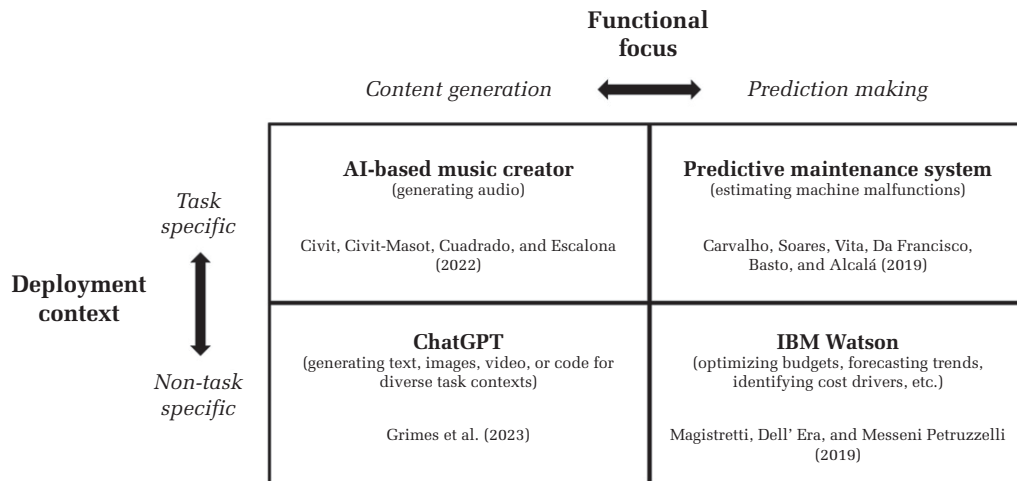 Functional
focus
Content generation
Prediction making
AI-based music creator
(generating audio)
Civit, Civit-Masot, Cuadrado, and Escalona
(2022)
Predictive maintenance system
(estimating machine malfunctions)
Carvalho, Soares, Vita, Da Francisco,
Basto, and Alcalá (2019)
Task
specific
Deployment
context
Non-task
specific
ChatGPT
(generating text, images, video, or code for
diverse task contexts)
Grimes et al. (2023)
IBM Watson
(optimizing budgets, forecasting trends,
identifying cost drivers, etc.)
Magistretti, Dell’ Era, and Messeni Petruzzelli
(2019)